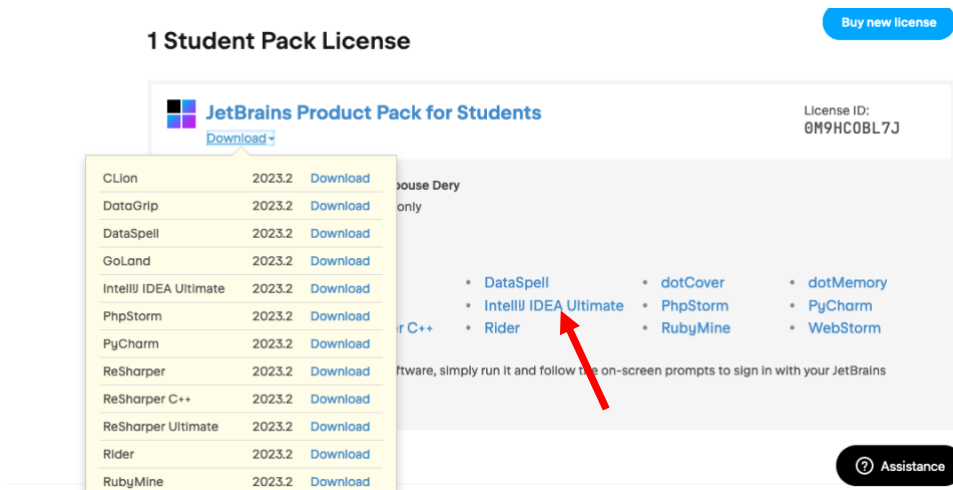 Buy new license
1 Student Pack License
JetBrains Product Pack for Students
License ID:
Download
0M9HCOBL7J
CLion 2023.2 Download
DataGrip 2023.2 Download
DataSpell 2023.2 Download
GoLand 2023.2 Download
IntelliJ IDEA Ultimate 2023.2 Download
PhpStorm 2023.2 Download
PyCharm 2023.2 Download
ReSharper 2023.2 Download
ReSharper C++ 2023.2 Download
ReSharper Ultimate 2023.2 Download
Rider 2023.2 Download
RubyMine 2023.2 Download
Dery
only
• DataSpell • dotCover • dotMemory
• IntelliJ IDEA Ultimate • PhpStorm • PyCharm
C++ • Rider • RubyMine • WebStorm
simply run it and follow the on-screen prompts to sign in with your JetBrains
Assistance